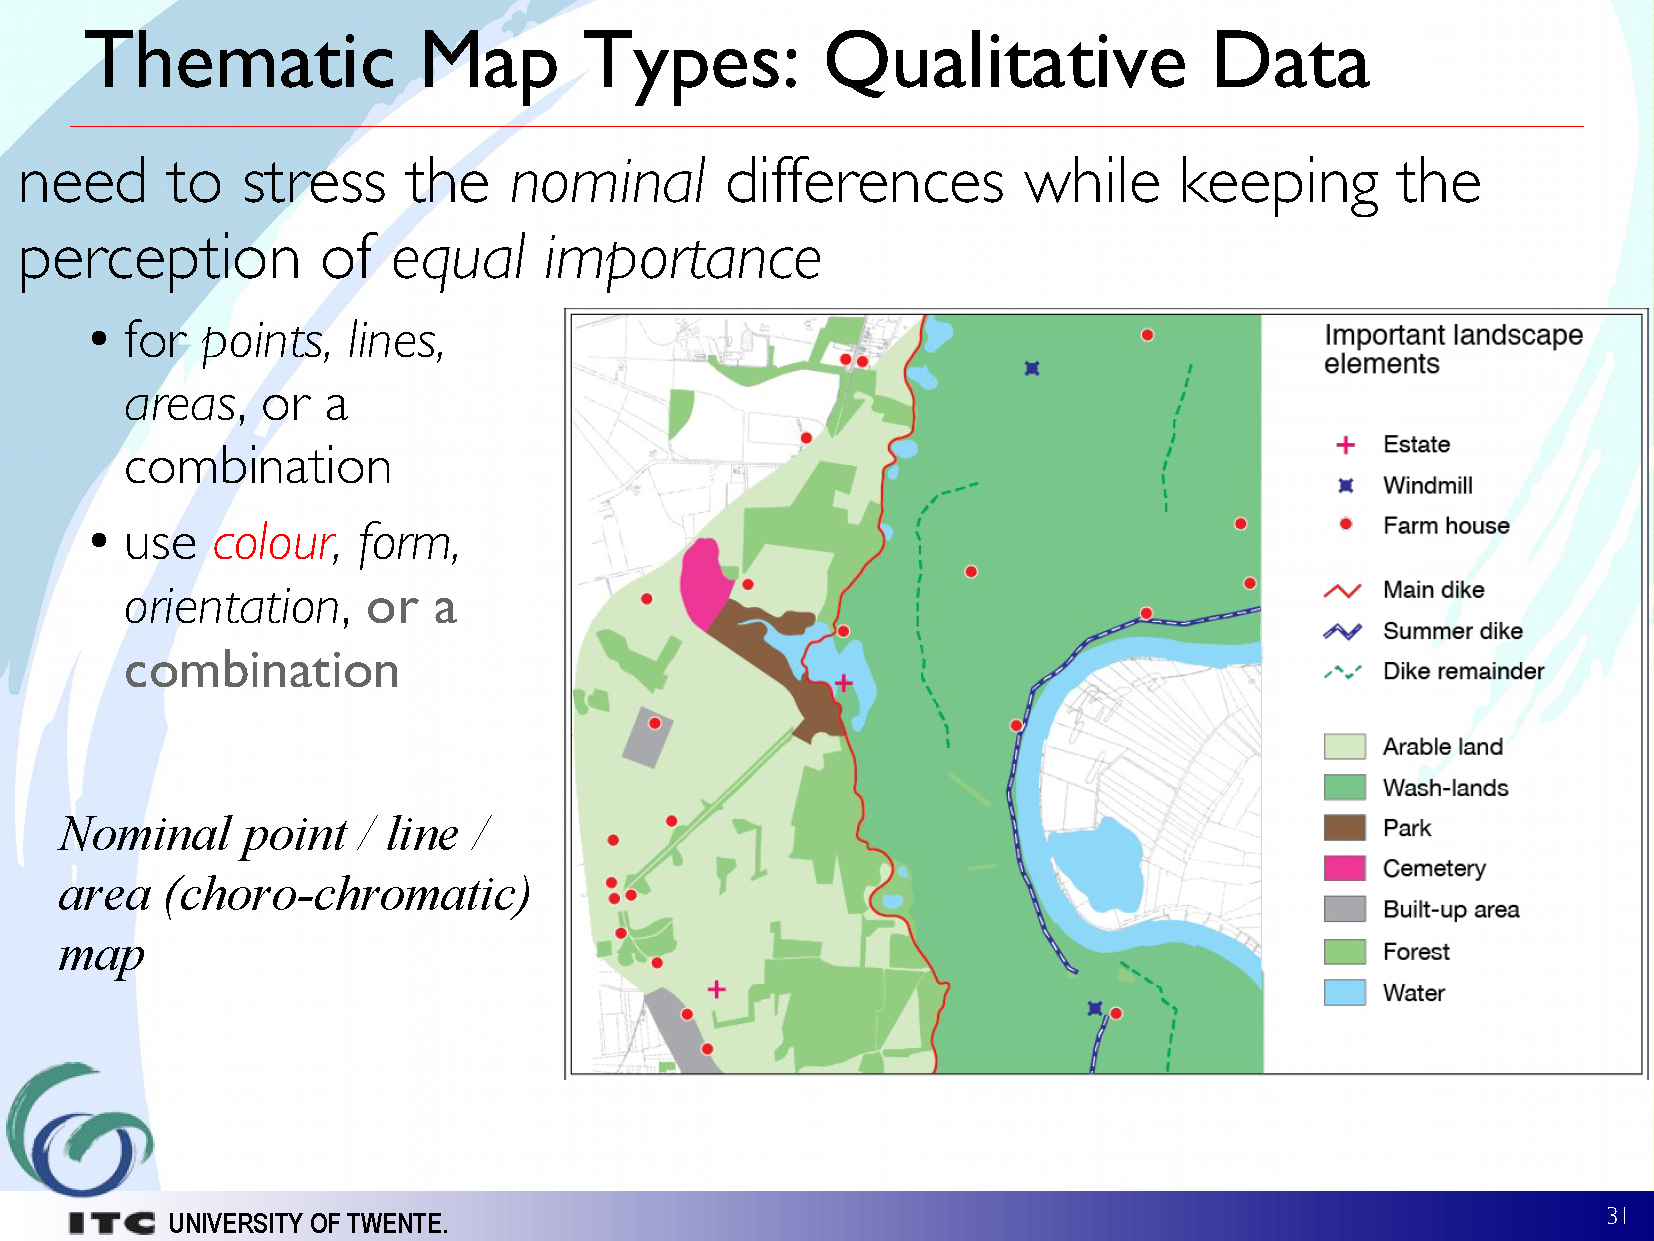 Thematic Map Types: Qualitative Data
need to stress the nominal differences while keeping the
perception of equal importance
• for points, lines,
areas, or a
combination
• use colour, form,
orientation, or a
combination
Nominal point / line /
area (choro-chromatic)
map
Important landscape
elements
Estate
Windmill
Farm house
Main dike
Summer dike
Dike remainder
Arable land
Wash-lands
Park
Cemetery
Built-up area
Forest
Water
ITC UNIVERSITY OF TWENTE.
31